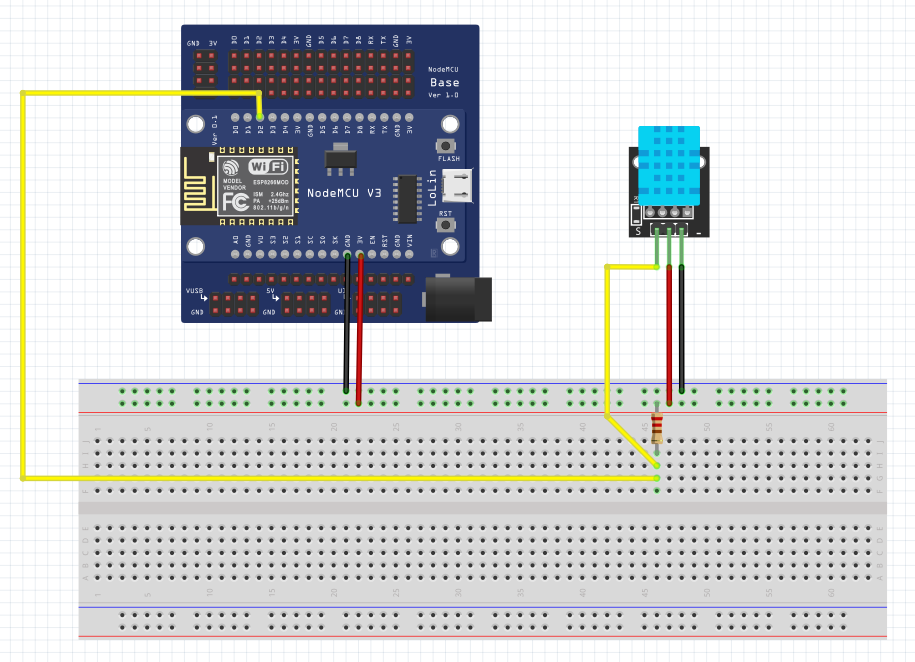 GND 3V D0 D1 D2 D3 D4 3V GND D5 D6 D7 D8 RX TX GND 3V
NodeMCU
Base
Ver 1.0
Ver 0.1
D0 D1 D2 D3 D4 3V GND D5 D6 D7 D8 RX TX GND 3V
FLASH
WiFi
MODEL
VENDOR
ESP8266MOD
FC
ISM 2.4GHz
PA +25dBm
802.11b/g/n
NodeMCU V3
LoLin
RST
A0 GND VU S3 S2 S1 SC S0 SK GND 3V EN RST GND VIN
VUSB
5V
GND
GND
S
-
1 5 10 15 20 25 30 35 40 45 50 55 60
J
I
H
G
F
E
D
C
B
A
1 5 10 15 20 25 30 35 40 45 50 55 60